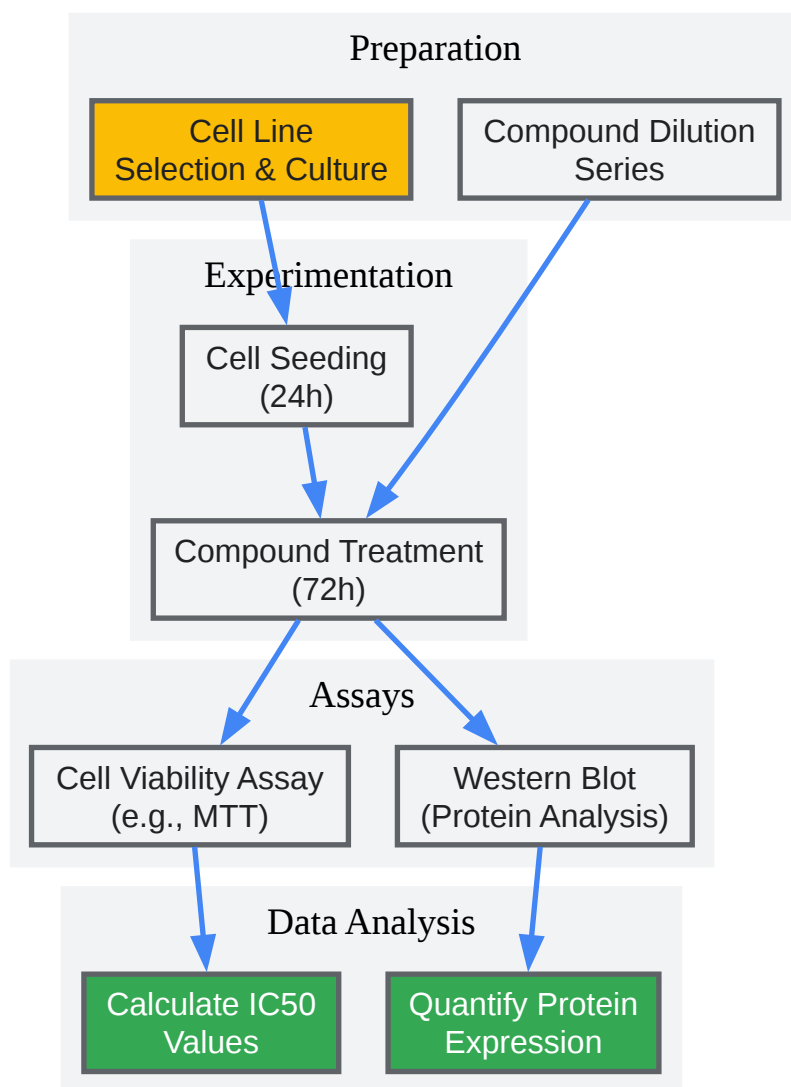 Preparation
Cell Line
Selection & Culture
Compound Dilution
Series
Experimentation
Cell Seeding
(24h)
Compound Treatment
(72h)
Assays
Cell Viability Assay
(e.g., MTT)
Western Blot
(Protein Analysis)
Data Analysis
Calculate IC50
Values
Quantify Protein
Expression